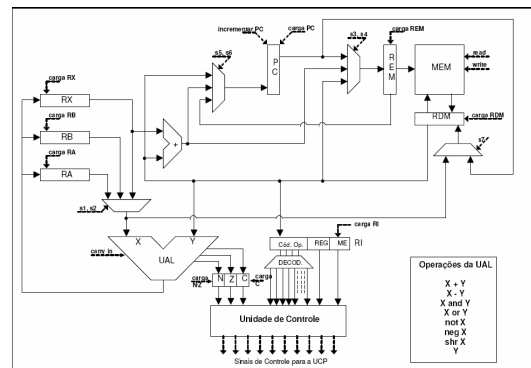 incrementar PC
carga PC
carga REM
s5, s6
s3, s4
PC
REM
MEM
read
write
carga RX
RX
carga RB
RB
carga RA
RA
+
RDM
carga RDM
s7
s1, s2
carry in
X
Y
UAL
carga RI
Cód. Op.
REG
ME
RI
DECOD.
carga NZ
N
Z
C
carga C
Unidade de Controle
Sinais de Controle para a UCP
Operações da UAL
X + Y
X - Y
X and Y
X or Y
not X
neg X
shr X
Y